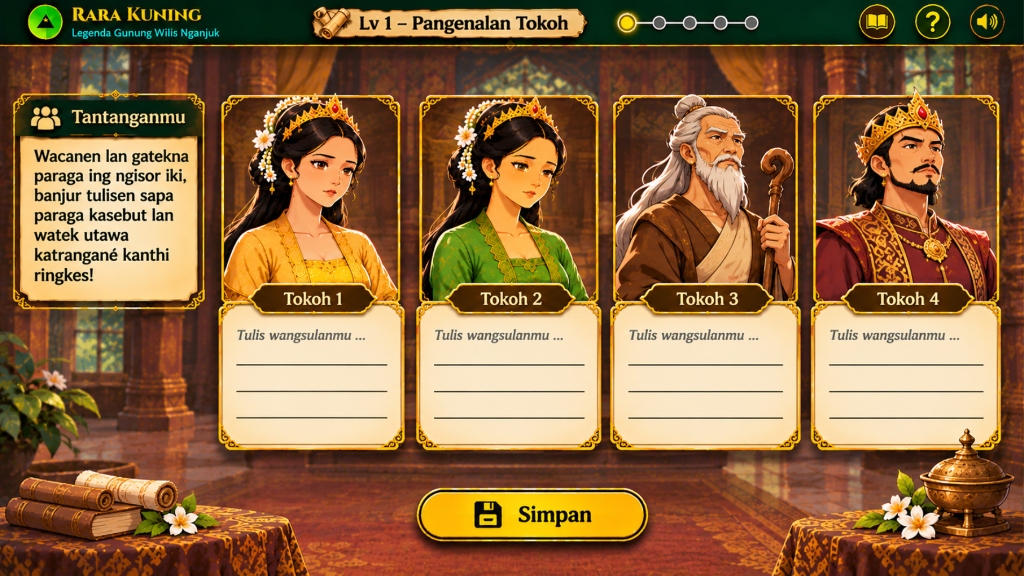 RARA KUNING
Legenda Gunung Wilis Nganjuk
Lv 1 – Pangenalan Tokoh
?
Tantanganmu
Wacanen lan gatekna
paraga ing ngisor iki,
banjur tulisen sapa
paraga kasebut lan
watek utawa
katrangané kanthi
ringkes!
Tokoh 1
Tulis wangsulanmu ...
Tokoh 2
Tulis wangsulanmu ...
Tokoh 3
Tulis wangsulanmu ...
Tokoh 4
Tulis wangsulanmu ...
Simpan